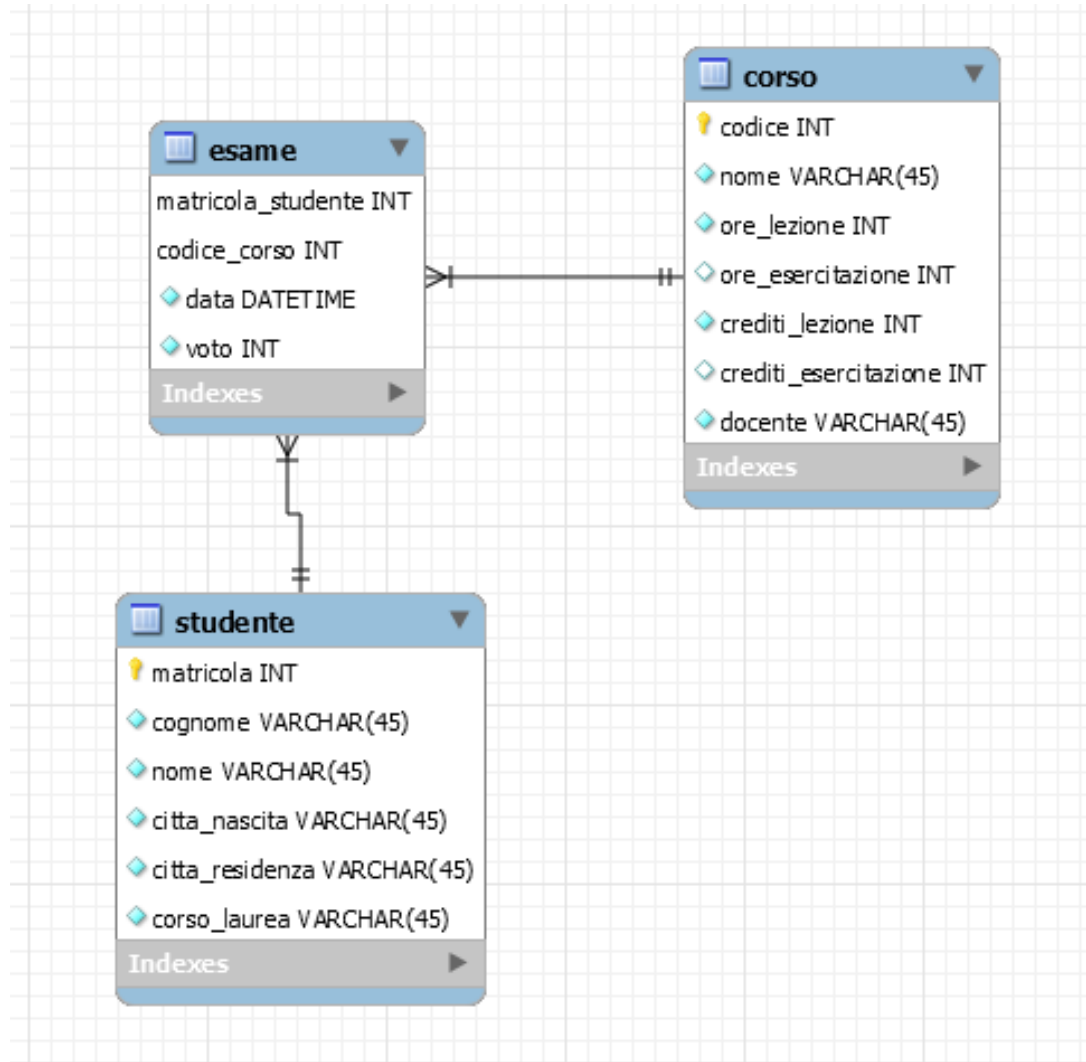 esame
matricola_studente INT
codice_corso INT
data DATETIME
voto INT
Indexes
corso
codice INT
nome VARCHAR(45)
ore_lezione INT
ore_esercitazione INT
crediti_lezione INT
crediti_esercitazione INT
docente VARCHAR(45)
Indexes
studente
matricola INT
cognome VARCHAR(45)
nome VARCHAR(45)
citta_nascita VARCHAR(45)
citta_residenza VARCHAR(45)
corso_laurea VARCHAR(45)
Indexes